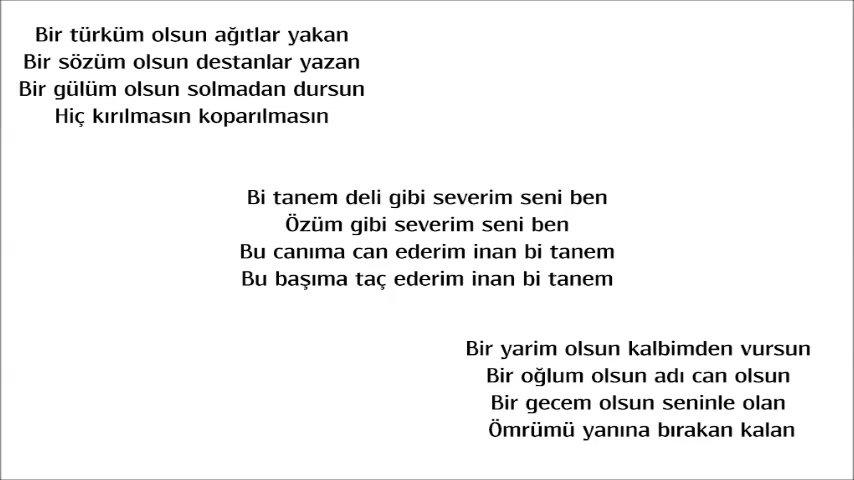 Bir türküm olsun ağıtlar yakan
Bir sözüm olsun destanlar yazan
Bir gülüm olsun solmadan dursun
Hiç kırılmasın koparılmasın
Bi tanem deli gibi severim seni ben
Özüm gibi severim seni ben
Bu canıma can ederim inan bi tanem
Bu başıma taç ederim inan bi tanem
Bir yarim olsun kalbimden vursun
Bir oğlum olsun adı can olsun
Bir gecem olsun seninle olan
Ömrümü yanına bırakan kalan